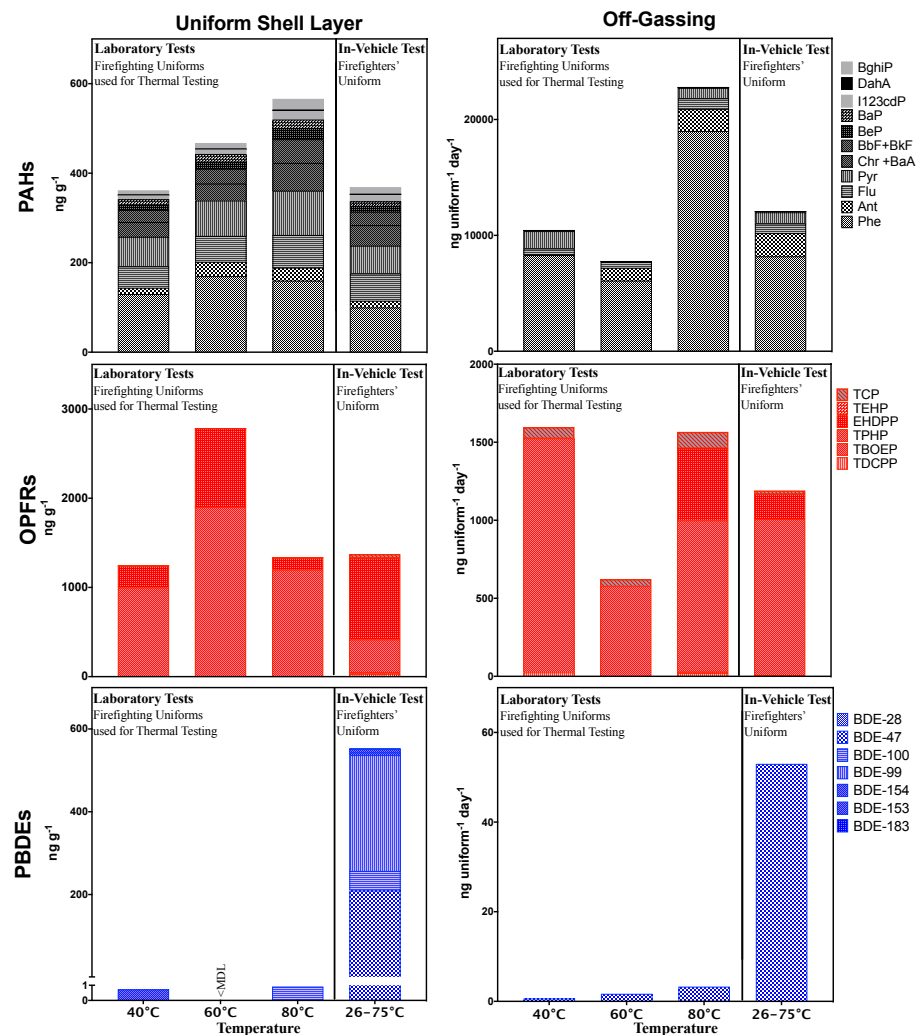 Uniform Shell Layer
Off-Gassing
PAHs
ng g-1
600
400
200
0
Laboratory Tests
Firefighting Uniforms
used for Thermal Testing
In-Vehicle Test
Firefighters'
Uniform
ng uniform-1 day-1
20000
10000
0
Laboratory Tests
Firefighting Uniforms
used for Thermal Testing
In-Vehicle Test
Firefighters'
Uniform
BghiP
DahA
I123cdP
BaP
BeP
BbF+BkF
Chr +BaA
Pyr
Flu
Ant
Phe
OPFRs
ng g-1
3000
2000
1000
0
Laboratory Tests
Firefighting Uniforms
used for Thermal Testing
In-Vehicle Test
Firefighters'
Uniform
ng uniform-1 day-1
2000
1500
1000
500
0
Laboratory Tests
Firefighting Uniforms
used for Thermal Testing
In-Vehicle Test
Firefighters'
Uniform
TCP
TEHP
EHDPP
TPHP
TBOEP
TDCPP
PBDEs
ng g-1
600
400
200
1
0
Laboratory Tests
Firefighting Uniforms
used for Thermal Testing
In-Vehicle Test
Firefighters'
Uniform
<MDL
40°C
60°C
80°C
26-75°C
Temperature
ng uniform-1 day-1
60
40
20
0
Laboratory Tests
Firefighting Uniforms
used for Thermal Testing
In-Vehicle Test
Firefighters'
Uniform
40°C
60°C
80°C
26-75°C
Temperature
BDE-28
BDE-47
BDE-100
BDE-99
BDE-154
BDE-153
BDE-183